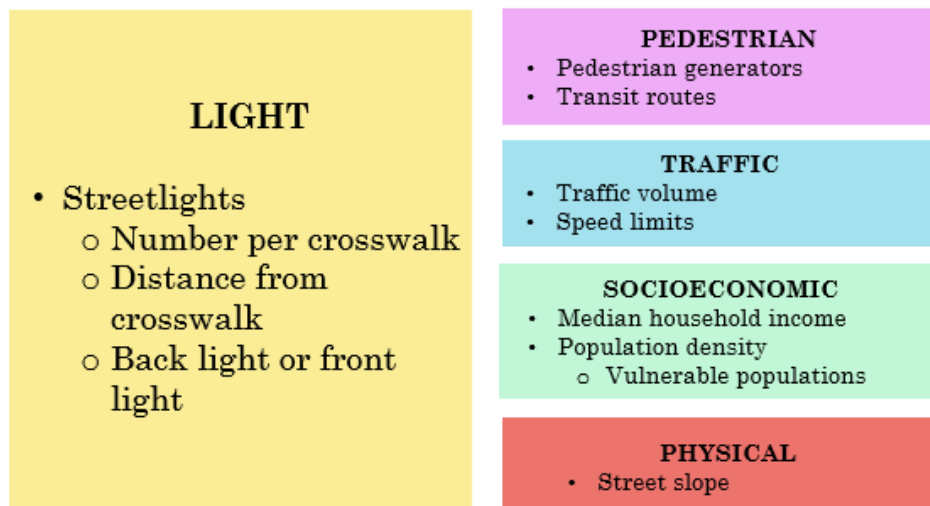 LIGHT
• Streetlights
o Number per crosswalk
o Distance from
crosswalk
o Back light or front
light
PEDESTRIAN
• Pedestrian generators
• Transit routes
TRAFFIC
• Traffic volume
• Speed limits
SOCIOECONOMIC
• Median household income
• Population density
o Vulnerable populations
PHYSICAL
• Street slope